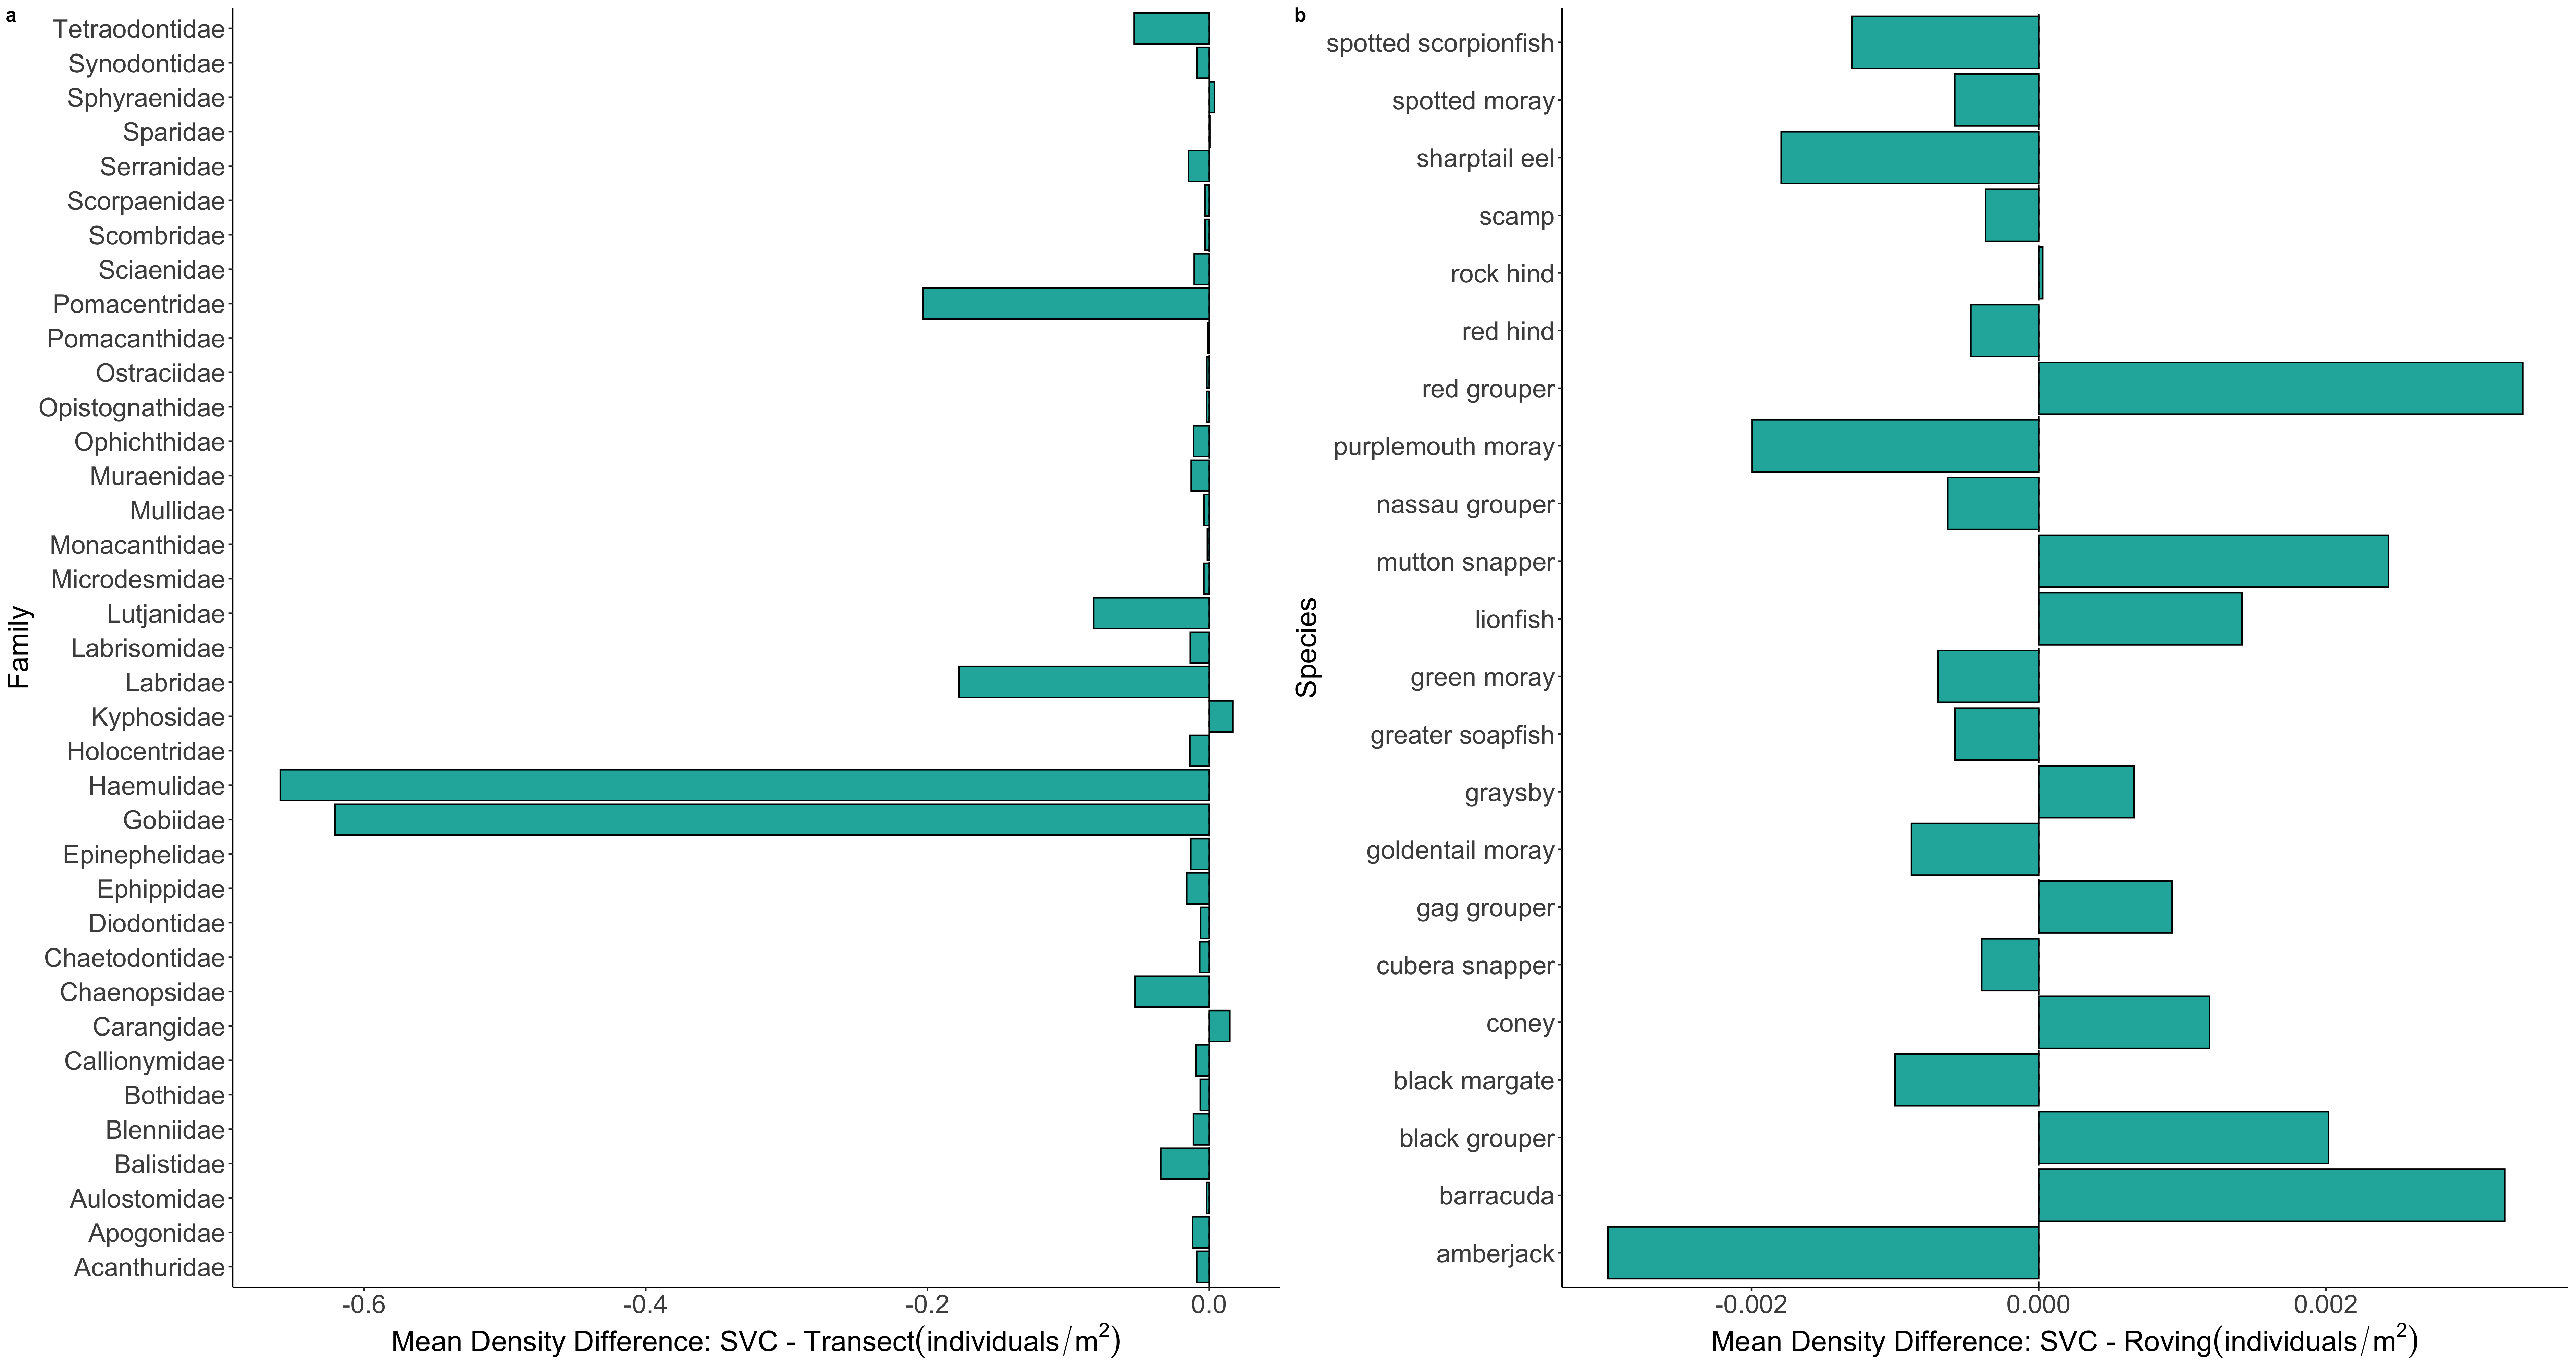 a
Tetraodontidae
Synodontidae
Sphyraenidae
Sparidae
Serranidae
Scorpaenidae
Scombridae
Sciaenidae
Pomacentridae
Pomacanthidae
Ostraciidae
Opistognathidae
Ophichthidae
Muraenidae
Mullidae
Monacanthidae
Microdesmidae
Lutjanidae
Labrisomidae
Labridae
Kyphosidae
Holocentridae
Haemulidae
Gobiidae
Epinephelidae
Ephippidae
Diodontidae
Chaetodontidae
Chaenopsidae
Carangidae
Callionymidae
Bothidae
Blenniidae
Balistidae
Aulostomidae
Apogonidae
Acanthuridae
Family
-0.6 -0.4 -0.2 0.0
Mean Density Difference: SVC - Transect(individuals/m²)
b
spotted scorpionfish
spotted moray
sharptail eel
scamp
rock hind
red hind
red grouper
purplemouth moray
nassau grouper
mutton snapper
lionfish
green moray
greater soapfish
graysby
goldentail moray
gag grouper
cubera snapper
coney
black margate
black grouper
barracuda
amberjack
Species
-0.002 0.000 0.002
Mean Density Difference: SVC - Roving(individuals/m²)